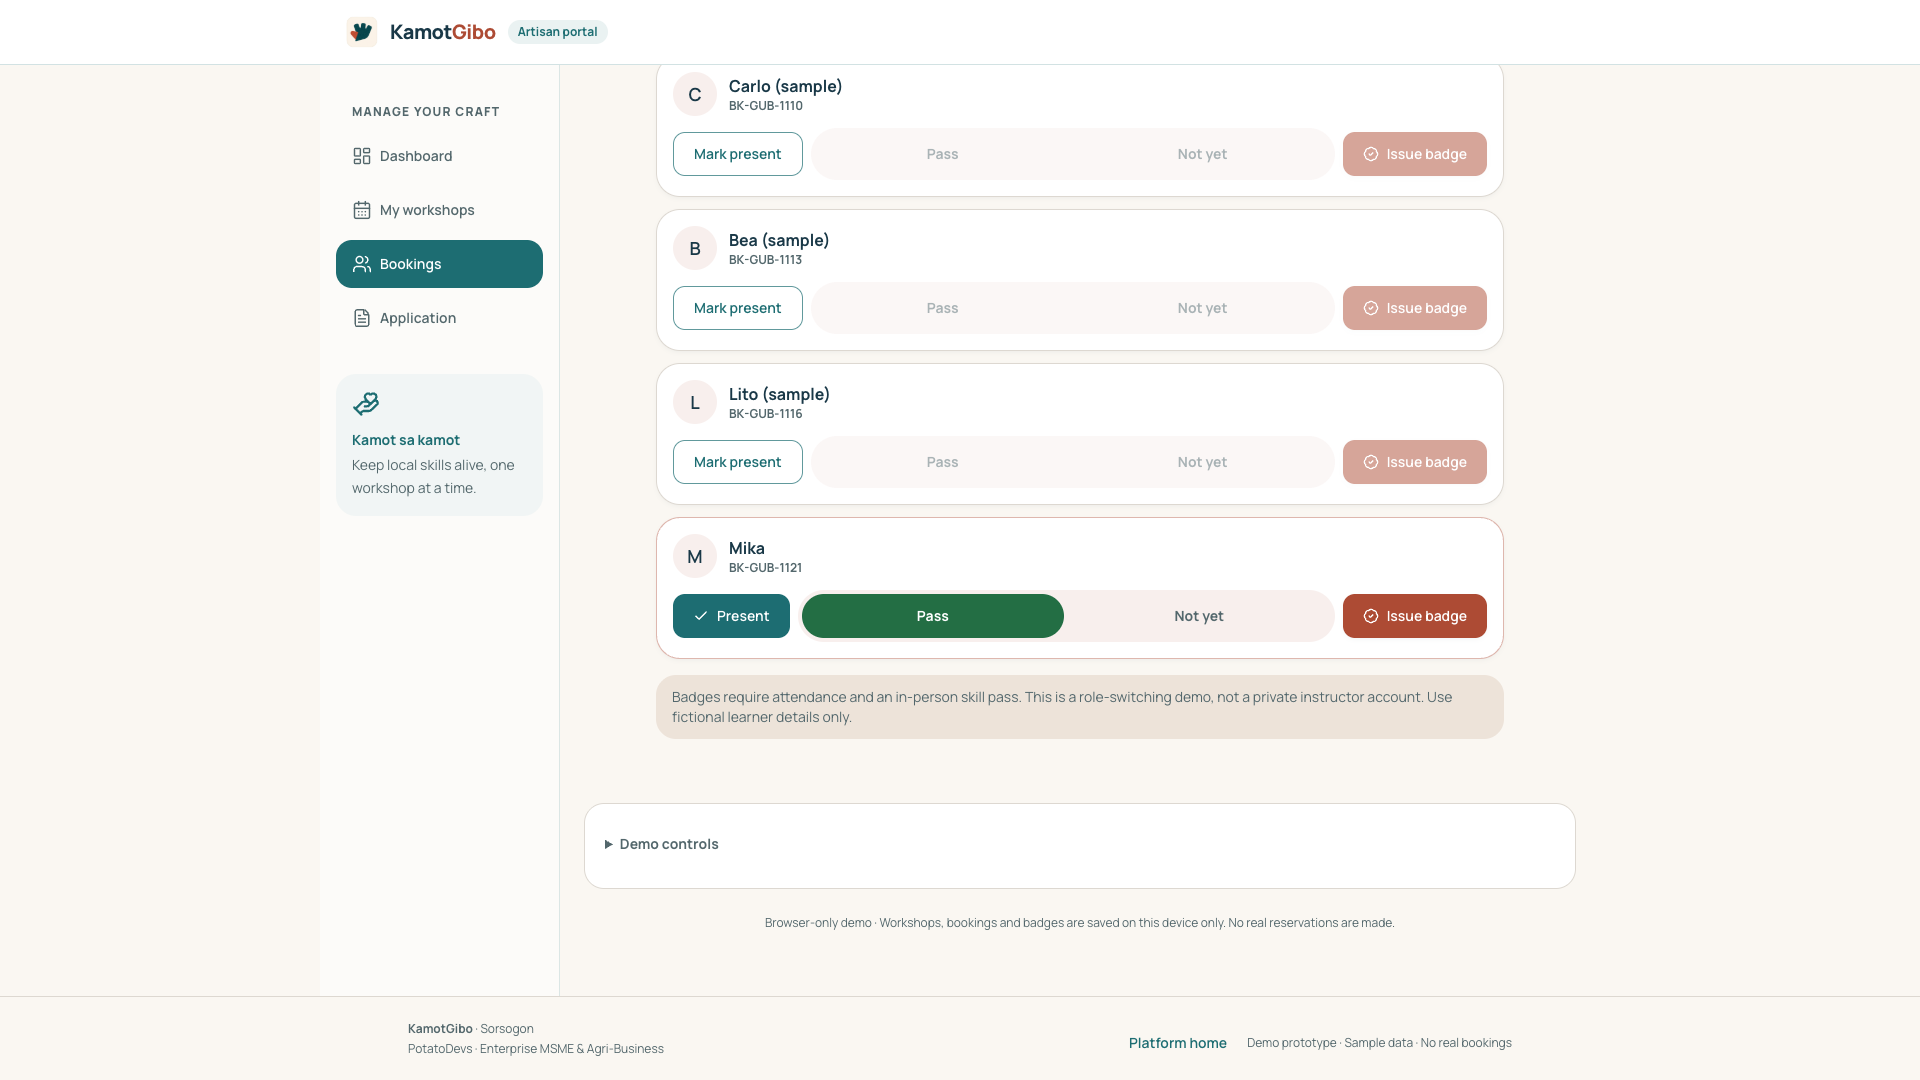 KamotGibo
Artisan portal
MANAGE YOUR CRAFT
Dashboard
My workshops
Bookings
Application
Kamot sa kamot
Keep local skills alive, one
workshop at a time.
C
Carlo (sample)
BK-GUB-1110
Mark present
Pass
Not yet
Issue badge
B
Bea (sample)
BK-GUB-1113
Mark present
Pass
Not yet
Issue badge
L
Lito (sample)
BK-GUB-1116
Mark present
Pass
Not yet
Issue badge
M
Mika
BK-GUB-1121
Present
Pass
Not yet
Issue badge
Badges require attendance and an in-person skill pass. This is a role-switching demo, not a private instructor account. Use
fictional learner details only.
Demo controls
Browser-only demo · Workshops, bookings and badges are saved on this device only. No real reservations are made.
KamotGibo · Sorsogon
PotatoDevs · Enterprise MSME & Agri-Business
Platform home
Demo prototype · Sample data · No real bookings